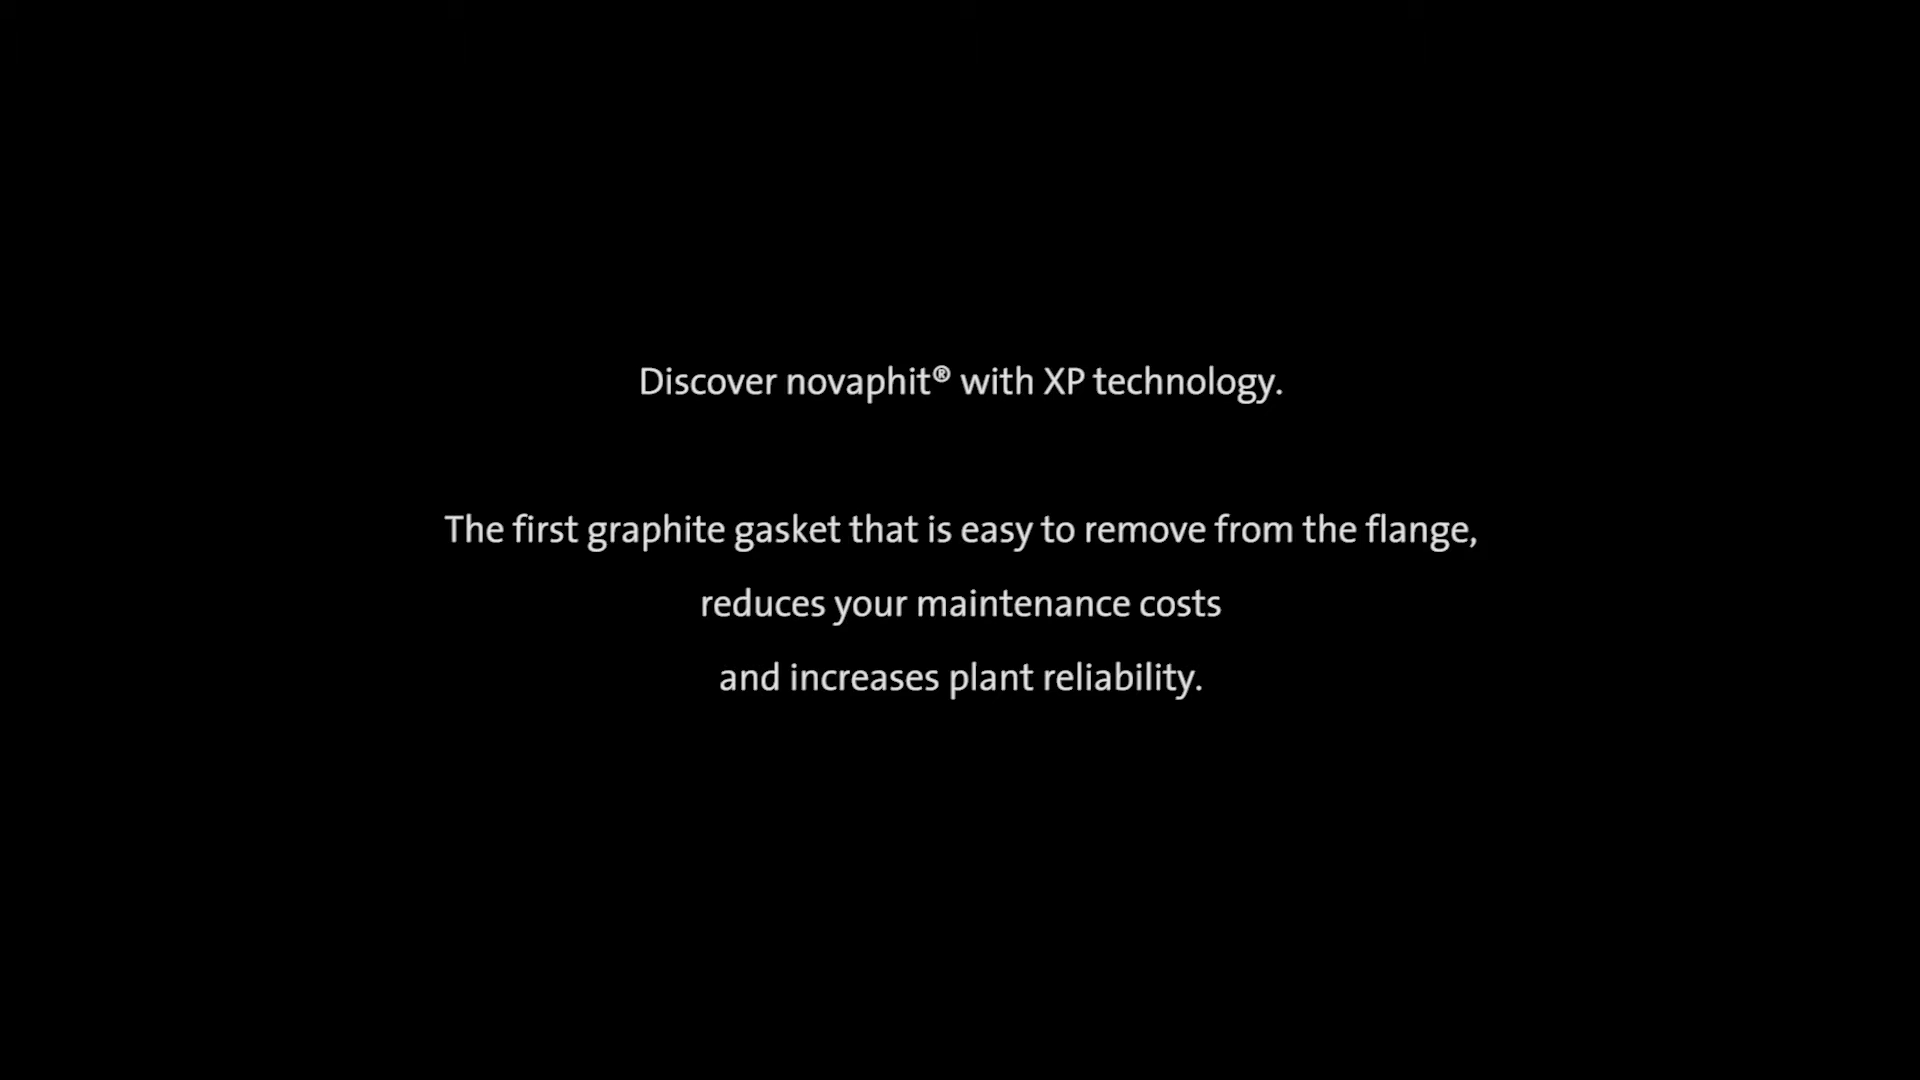 Discover novaphit® with XP technology.
The first graphite gasket that is easy to remove from the flange,
reduces your maintenance costs
and increases plant reliability.